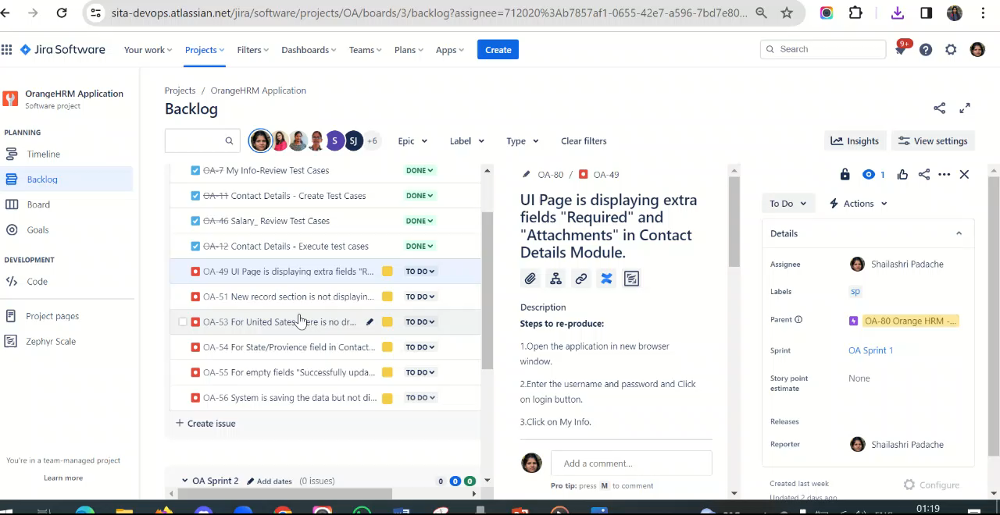 sita-devops.atlassian.net/jira/software/projects/OA/boards/3/backlog?assignee=712020%3Ab7857af1-0655-42e7-a596-7bd7e80...
Jira Software Your work Projects Filters Dashboards Teams Plans Apps Create Search 9+
OrangeHRM Application
Software project
PLANNING
Timeline
Backlog
Board
Goals
DEVELOPMENT
Code
Project pages
Zephyr Scale
You're in a team-managed project
Learn more
Projects / OrangeHRM Application
Backlog
S SJ +6 Epic Label Type Clear filters Insights View settings
OA-7 My Info-Review Test Cases DONE
OA-11 Contact Details - Create Test Cases DONE
OA-46 Salary_ Review Test Cases DONE
OA-12 Contact Details - Execute test cases DONE
OA-49 UI Page is displaying extra fields "R... TO DO
OA-51 New record section is not displayin... TO DO
OA-53 For United Sates, there is no dr... TO DO
OA-54 For State/Provience field in Contact... TO DO
OA-55 For empty fields "Successfully upda... TO DO
OA-56 System is saving the data but not di... TO DO
+ Create issue
OA Sprint 2 Add dates (0 issues) 0 0 0
OA-80 / OA-49
UI Page is displaying extra
fields "Required" and
"Attachments" in Contact
Details Module.
Description
Steps to re-produce:
1.Open the application in new browser
window.
2.Enter the username and password and Click
on login button.
3.Click on My Info.
Add a comment...
Pro tip: press M to comment
1
To Do Actions
Details
Assignee Shailashri Padache
Labels sp
Parent OA-80 Orange HRM -...
Sprint OA Sprint 1
Story point
estimate
None
Releases
Reporter Shailashri Padache
Created last week
Updated 2 days ago
Configure
01:19